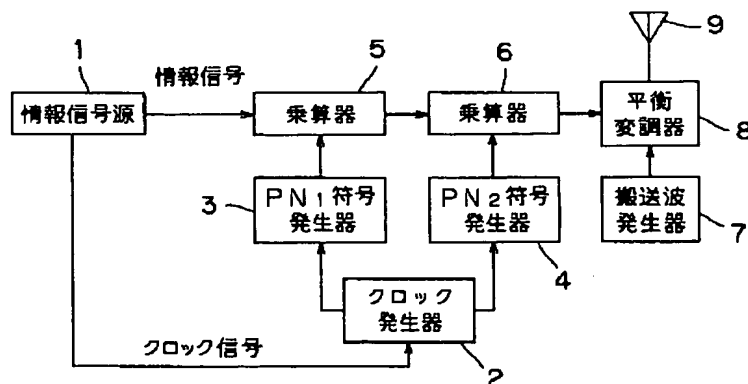 1
5
6
9
情報信号
情報信号源
乗算器
乗算器
平衡
変調器
8
3
PN1符号
発生器
PN2符号
発生器
4
搬送波
発生器
7
クロック
発生器
2
クロック信号